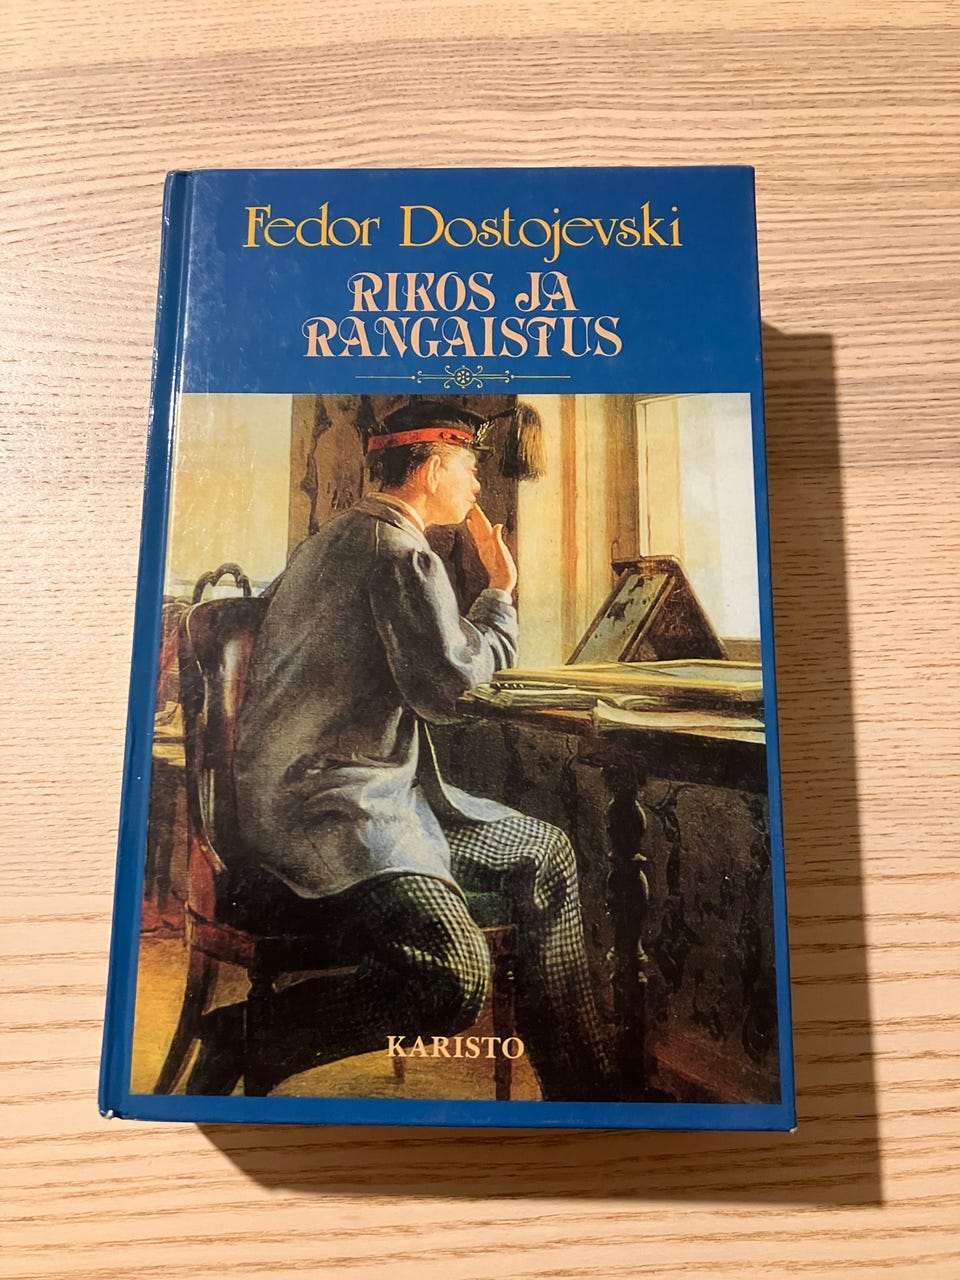 Fedor Dostojevski
RIKOS JA
RANGAISTUS
KARISTO